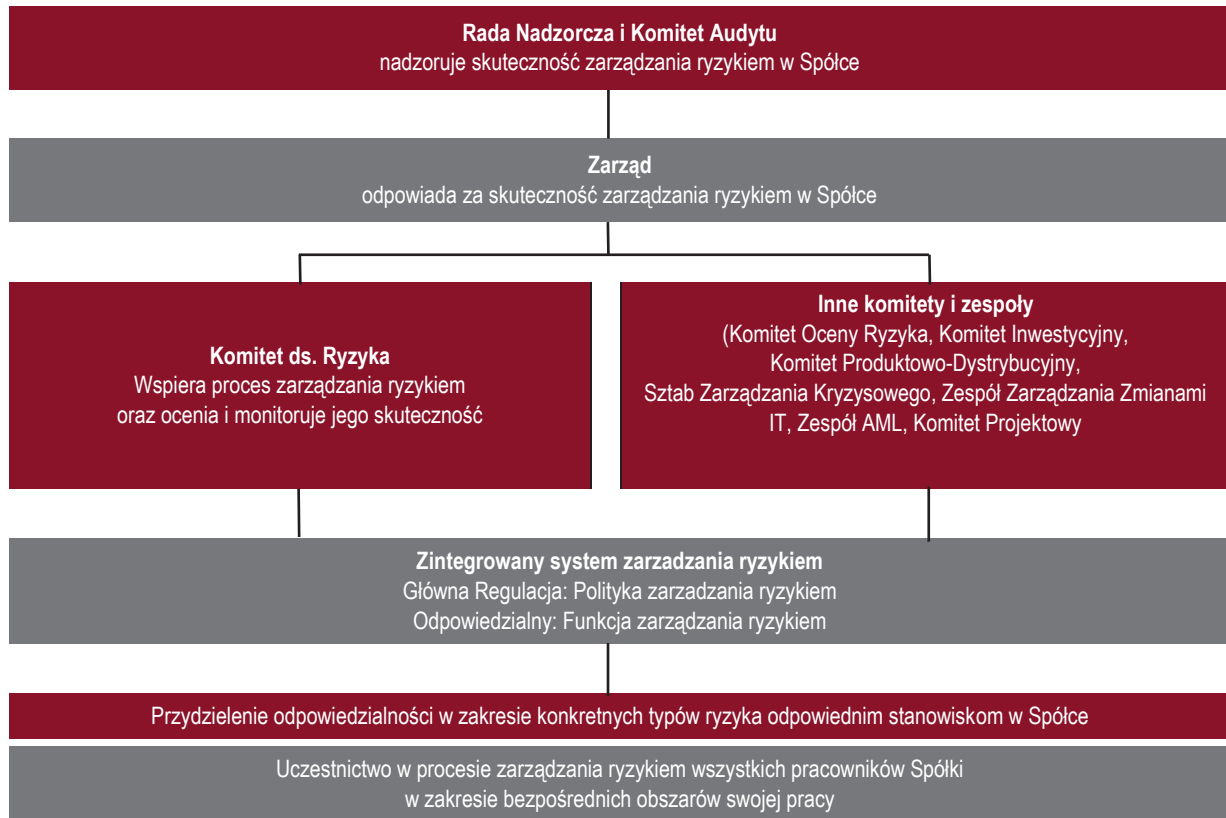 Rada Nadzorcza i Komitet Audytu
nadzoruje skuteczność zarządzania ryzykiem w Spółce
Zarząd
odpowiada za skuteczność zarządzania ryzykiem w Spółce
Komitet ds. Ryzyka
Wspiera proces zarządzania ryzykiem
oraz ocenia i monitoruje jego skuteczność
Inne komitety i zespoły
(Komitet Oceny Ryzyka, Komitet Inwestycyjny,
Komitet Produktowo-Dystrybucyjny,
Sztab Zarządzania Kryzysowego, Zespół Zarządzania Zmianami
IT, Zespół AML, Komitet Projektowy
Zintegrowany system zarzadzania ryzykiem
Główna Regulacja: Polityka zarzadzania ryzykiem
Odpowiedzialny: Funkcja zarządzania ryzykiem
Przydzielenie odpowiedzialności w zakresie konkretnych typów ryzyka odpowiednim stanowiskom w Spółce
Uczestnictwo w procesie zarządzania ryzykiem wszystkich pracowników Spółki
w zakresie bezpośrednich obszarów swojej pracy